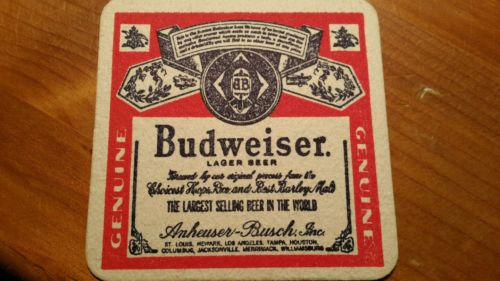 AB
Budweiser.
LAGER BEER
Brewed by our original process from the
Choicest Hops, Rice and Best Barley Malt
THE LARGEST SELLING BEER IN THE WORLD
Anheuser-Busch, Inc.
ST. LOUIS, NEWARK, LOS ANGELES, TAMPA, HOUSTON,
COLUMBUS, JACKSONVILLE, MERRIMACK, WILLIAMSBURG
GENUINE
GENUINE